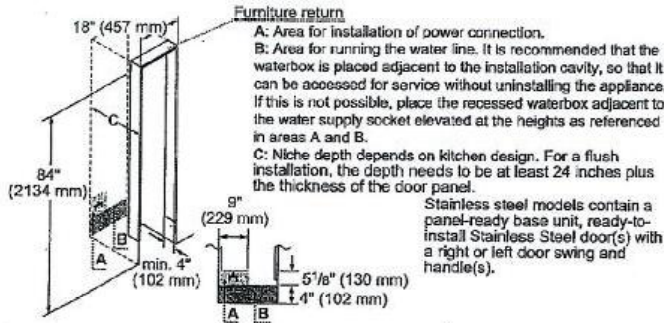 Furniture return
18" (457 mm)
A: Area for installation of power connection.
B: Area for running the water line. It is recommended that the
waterbox is placed adjacent to the installation cavity, so that it
can be accessed for service without uninstalling the appliance.
If this is not possible, place the recessed waterbox adjacent to
the water supply socket elevated at the heights as referenced
in areas A and B.
C: Niche depth depends on kitchen design. For a flush
installation, the depth needs to be at least 24 inches plus
the thickness of the door panel.
C
84"
(2134 mm)
A
B
A
min. 4"
(102 mm)
9"
(229 mm)
A
5 1/8" (130 mm)
4" (102 mm)
A B
Stainless steel models contain a
panel-ready base unit, ready-to-
install Stainless Steel door(s) with
a right or left door swing and
handle(s).